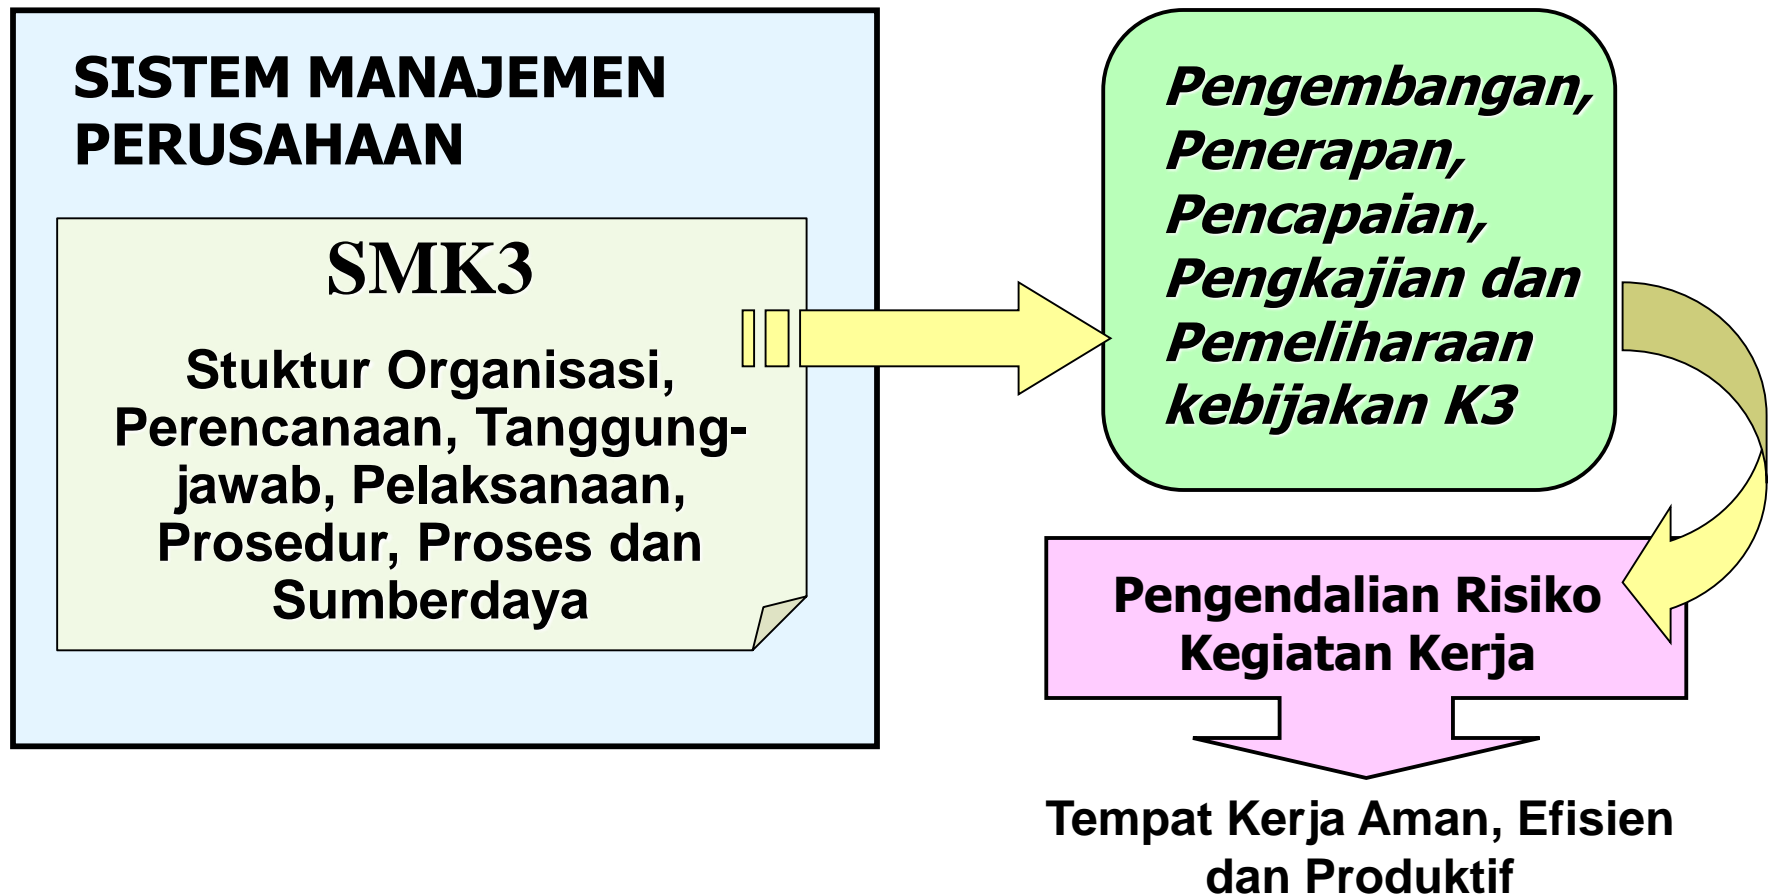 SISTEM MANAJEMEN
PERUSAHAAN
SMK3
Stuktur Organisasi,
Perencanaan, Tanggung-
jawab, Pelaksanaan,
Prosedur, Proses dan
Sumberdaya
Pengembangan,
Penerapan,
Pencapaian,
Pengkajian dan
Pemeliharaan
kebijakan K3
Pengendalian Risiko
Kegiatan Kerja
Tempat Kerja Aman, Efisien
dan Produktif